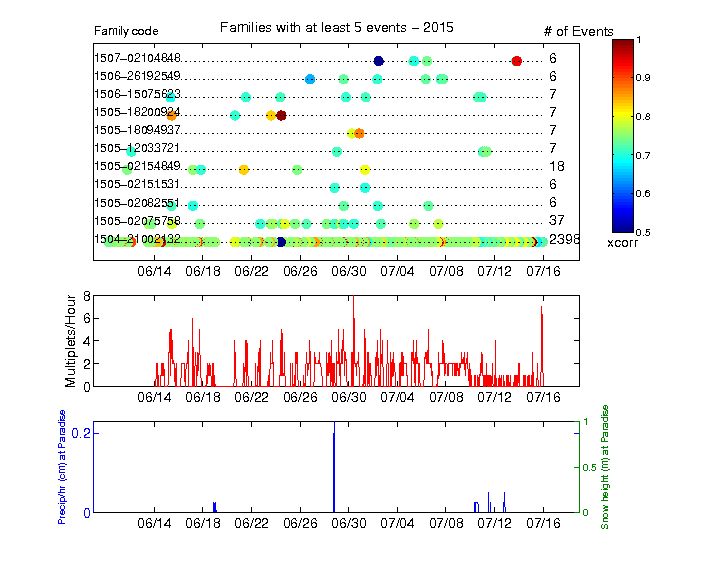 Families with at least 5 events – 2015
Family code
# of Events
1507–02104848 6
1506–26192549 6
1506–15075623 7
1505–18200924 7
1505–18094937 7
1505–12033721 7
1505–02154849 18
1505–02151531 6
1505–02082551 6
1505–02075758 37
1504–21002132 2398
06/14 06/18 06/22 06/26 06/30 07/04 07/08 07/12 07/16
1
0.9
0.8
0.7
0.6
0.5
xcorr
Multiplets/Hour
8
6
4
2
0
06/14 06/18 06/22 06/26 06/30 07/04 07/08 07/12 07/16
Precip/hr (cm) at Paradise
0.2
0
1
0.5
0
Snow height (m) at Paradise
06/14 06/18 06/22 06/26 06/30 07/04 07/08 07/12 07/16